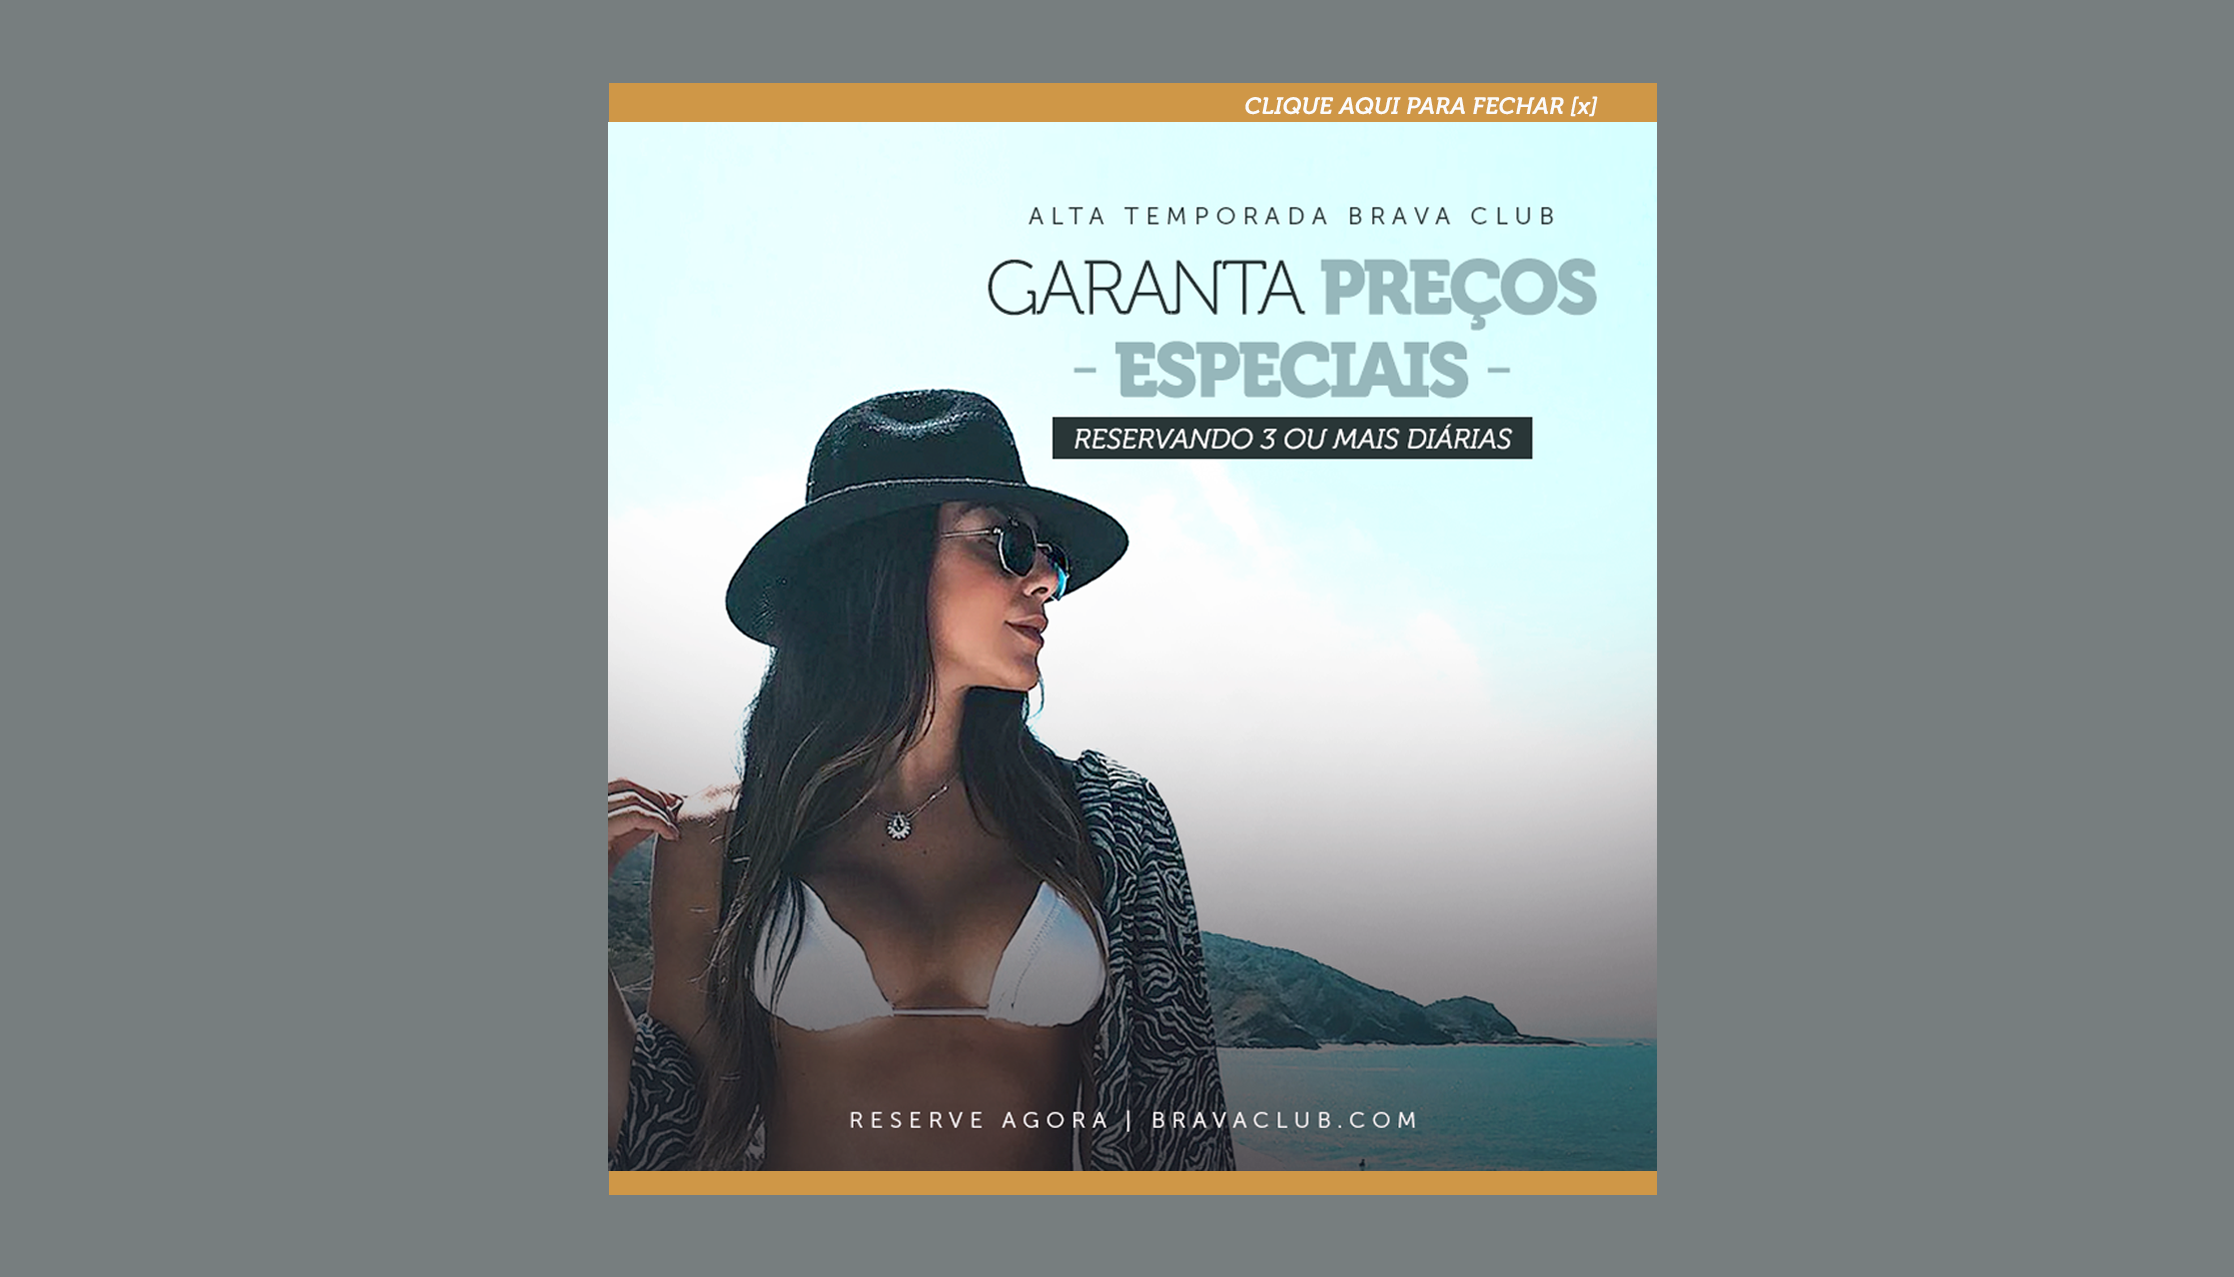 CLIQUE AQUI PARA FECHAR [x]
ALTA TEMPORADA BRAVA CLUB
GARANTA PREÇOS
- ESPECIAIS -
RESERVANDO 3 OU MAIS DIÁRIAS
RESERVE AGORA | BRAVACLUB.COM